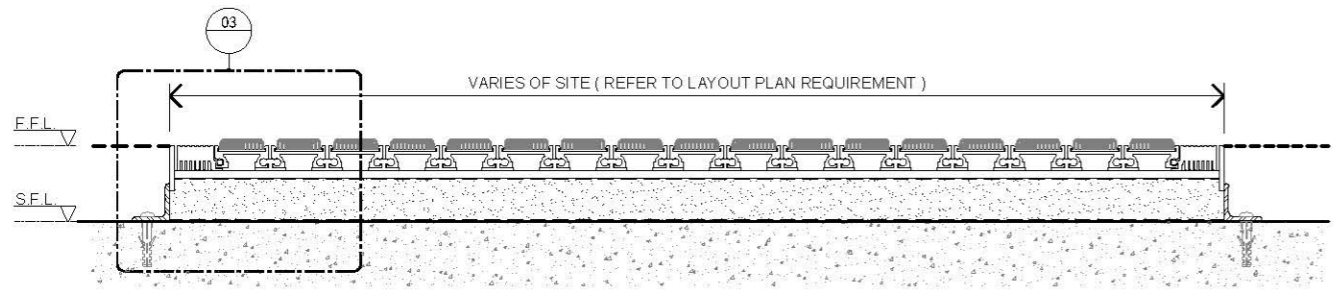 03
VARIES OF SITE ( REFER TO LAYOUT PLAN REQUIREMENT )
F.F.L.
S.F.L.